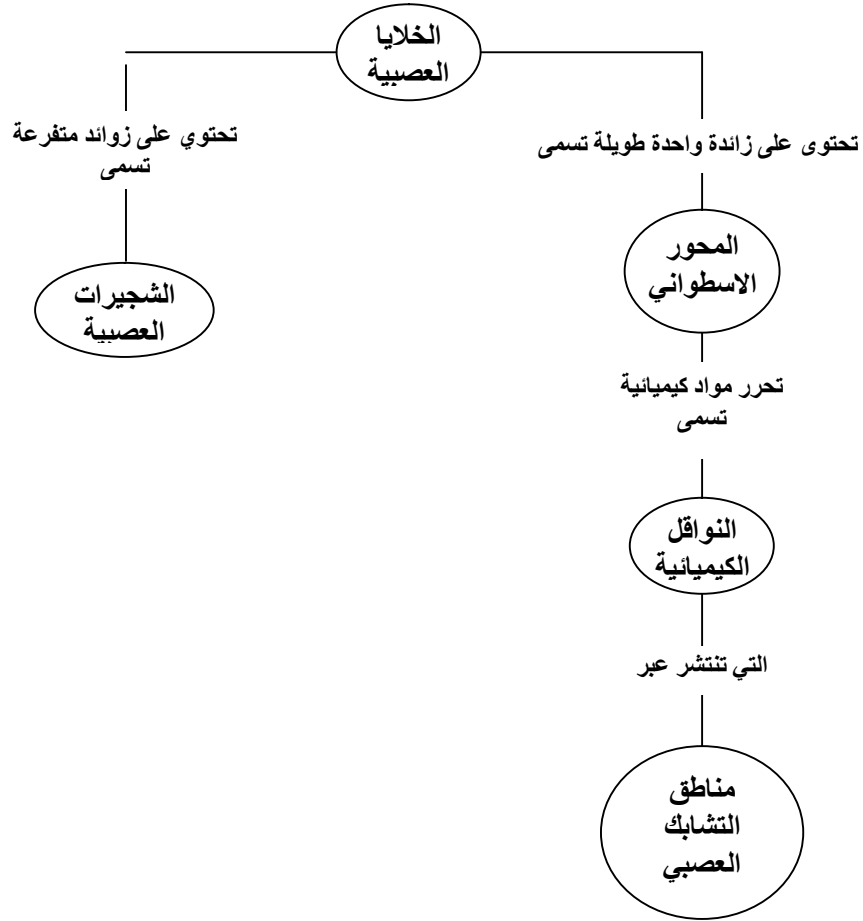 الخلايا
العصبية
تحتوى على زائدة واحدة طويلة تسمى
تحتوي على زوائد متفرعة
تسمى
المحور
الاسطواني
الشجيرات
العصبية
تحرر مواد كيميائية
تسمى
النواقل
الكيميائية
التي تنتشر عبر
مناطق
التشابك
العصبي